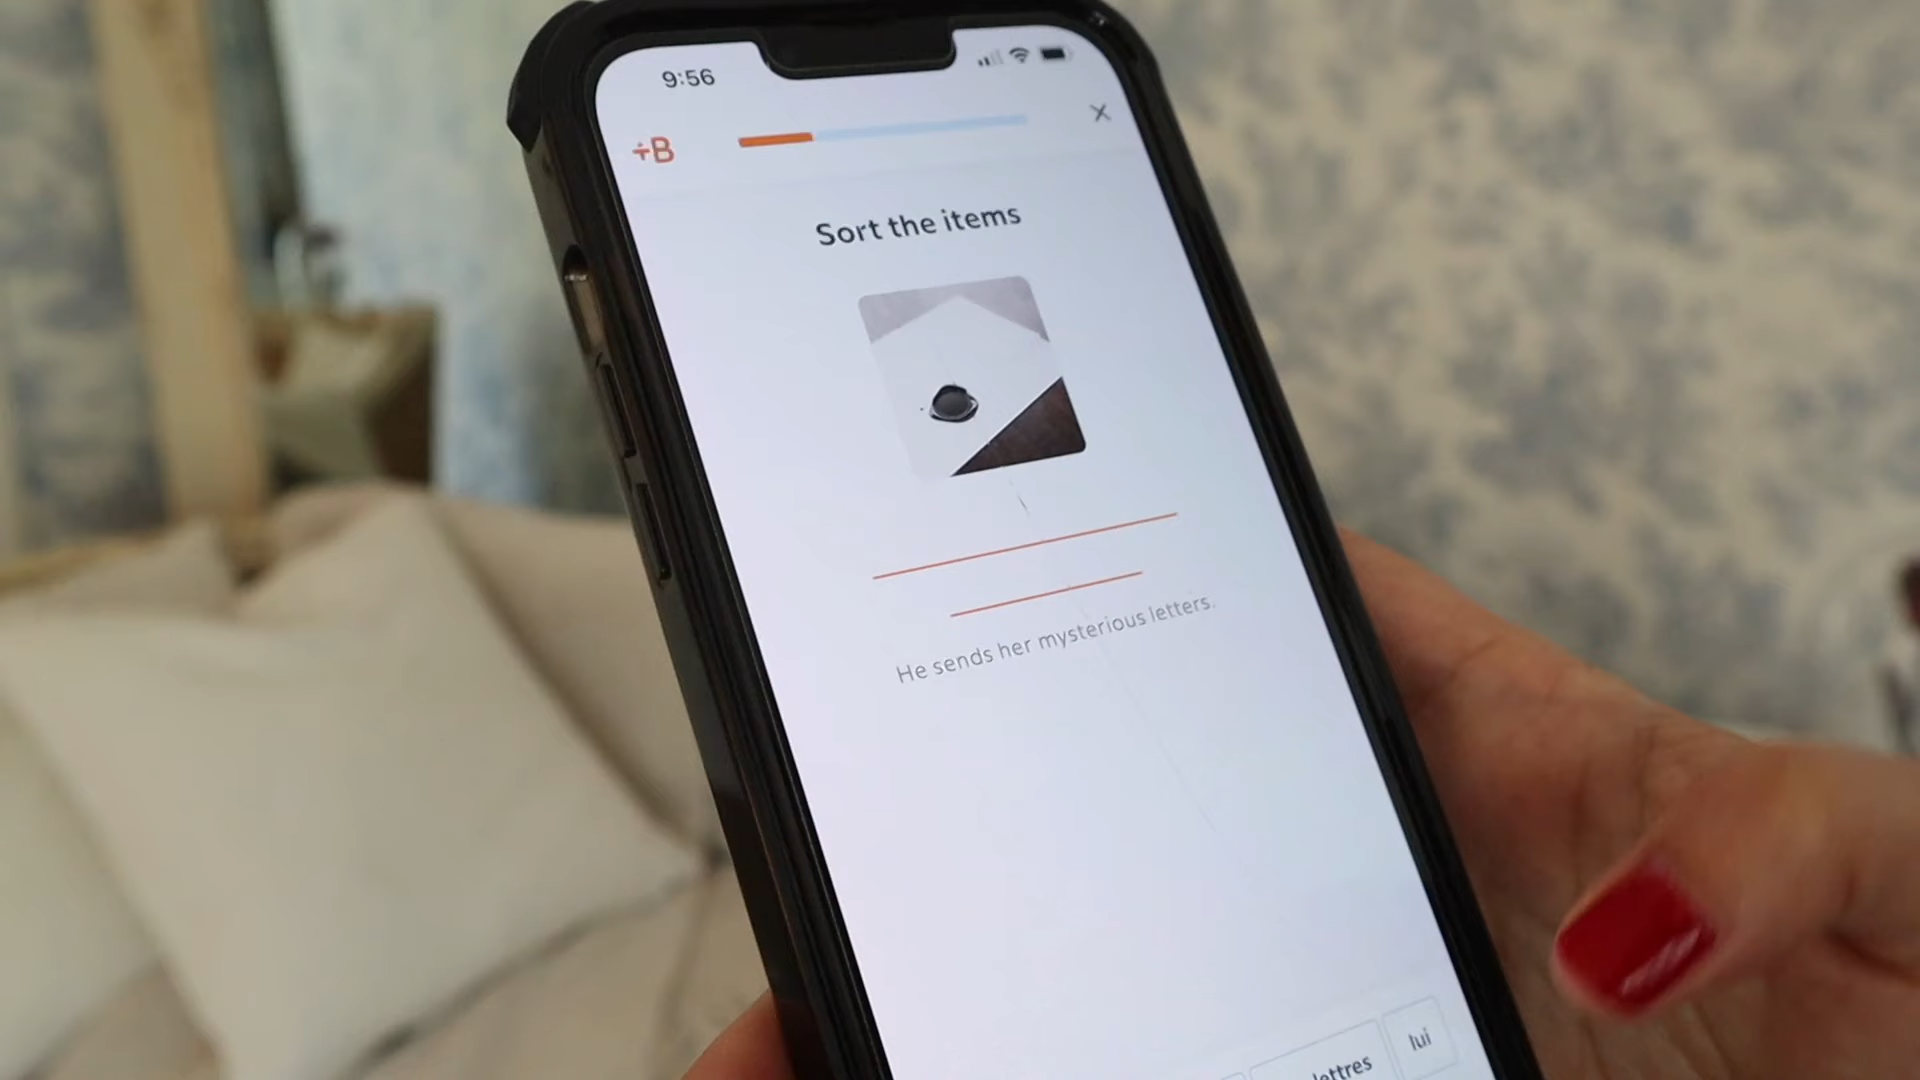 9:56
+B
Sort the items
He sends her mysterious letters.
lettres lui